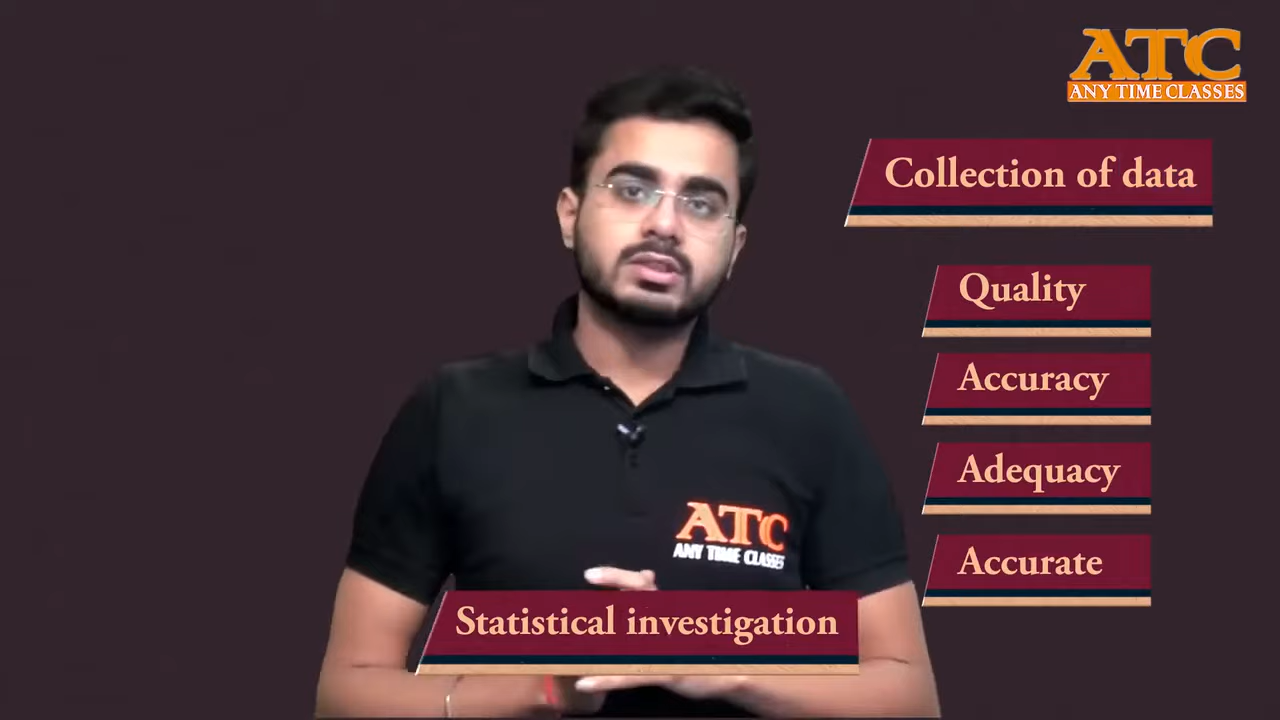 ATC
ANY TIME CLASSES
Collection of data
Quality
Accuracy
Adequacy
Accurate
ATC
ANY TIME CLASSES
Statistical investigation